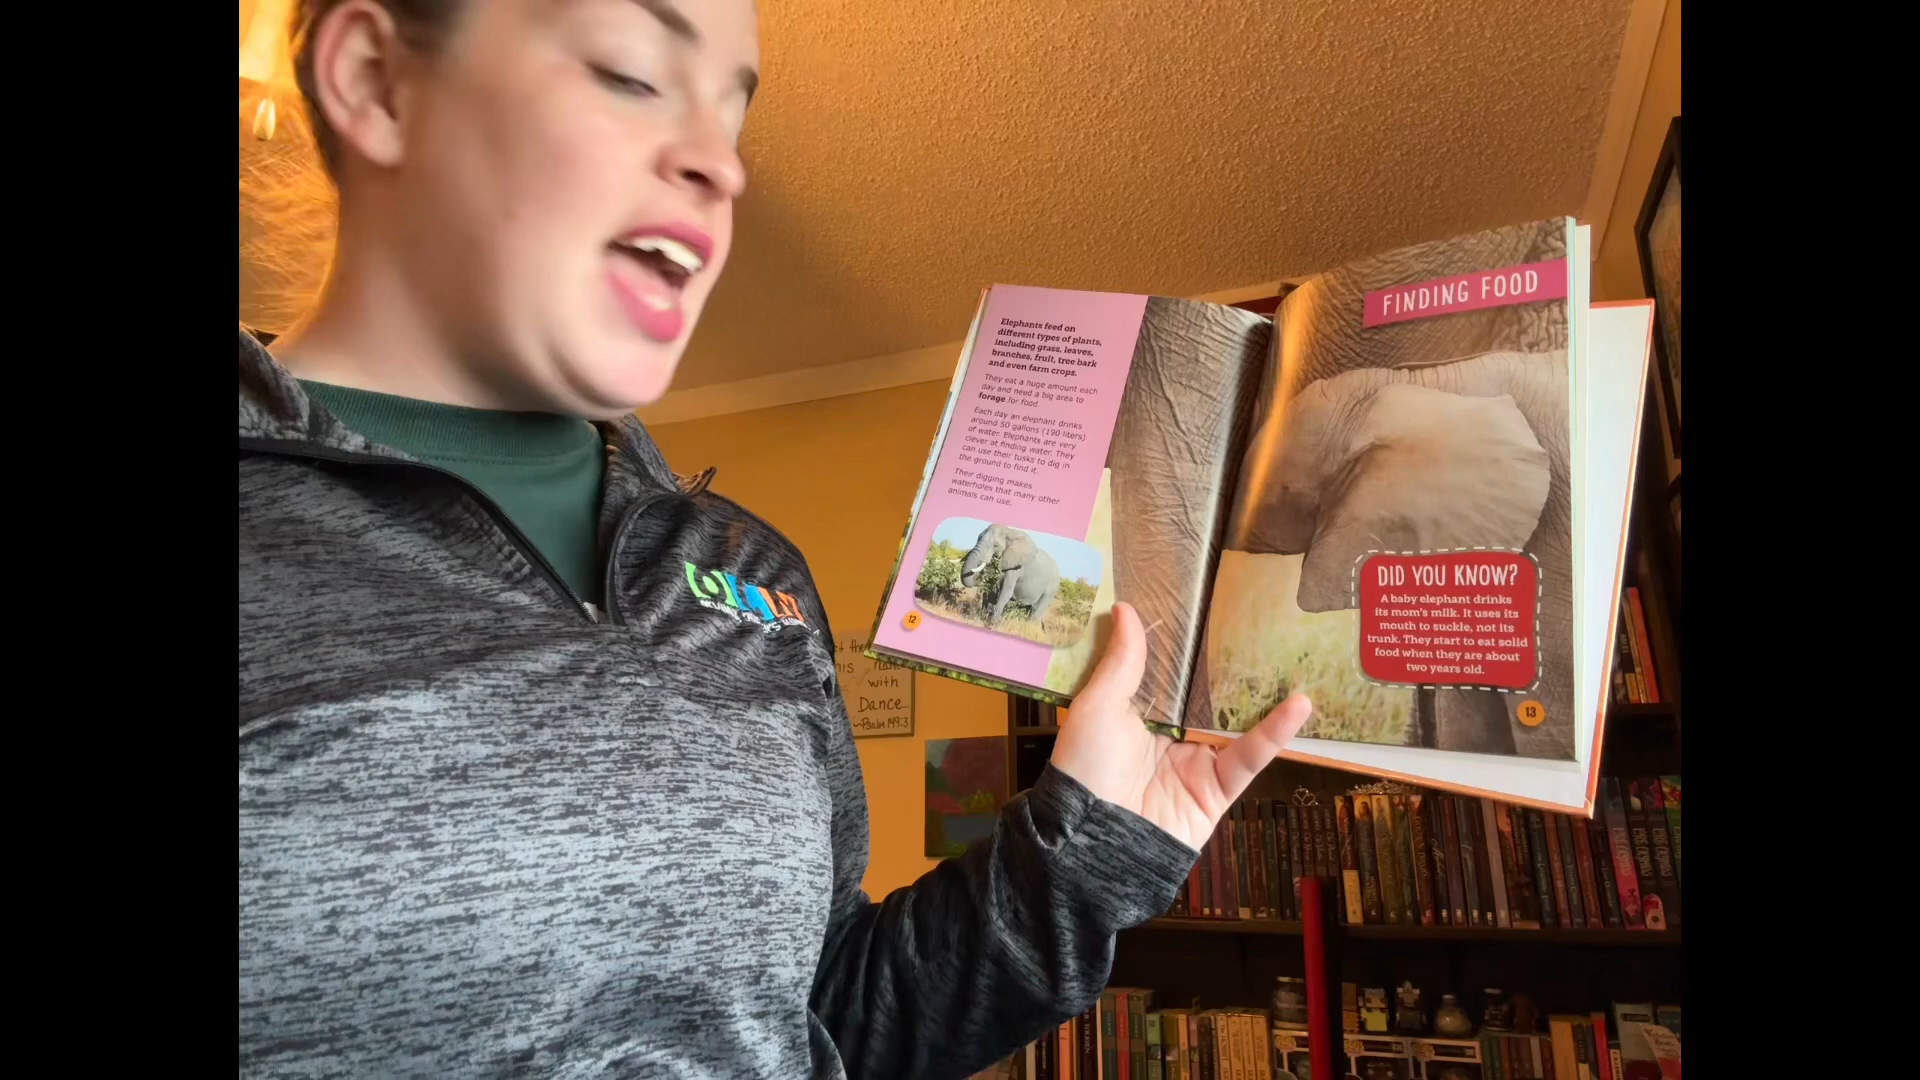 Elephants feed on
different types of plants,
including grass, leaves,
branches, fruit, tree bark
and even farm crops.
They eat a huge amount each
day and need a big area to
forage for food.
Each day an elephant drinks
around 50 gallons (190 liters)
of water. Elephants are very
clever at finding water. They
can use their tusks to dig in
the ground to find it.
Their digging makes
waterholes that many other
animals can use.
12
FINDING FOOD
DID YOU KNOW?
A baby elephant drinks
its mom's milk. It uses its
mouth to suckle, not its
trunk. They start to eat solid
food when they are about
two years old.
13
with
Dance
~Psalm 149:3